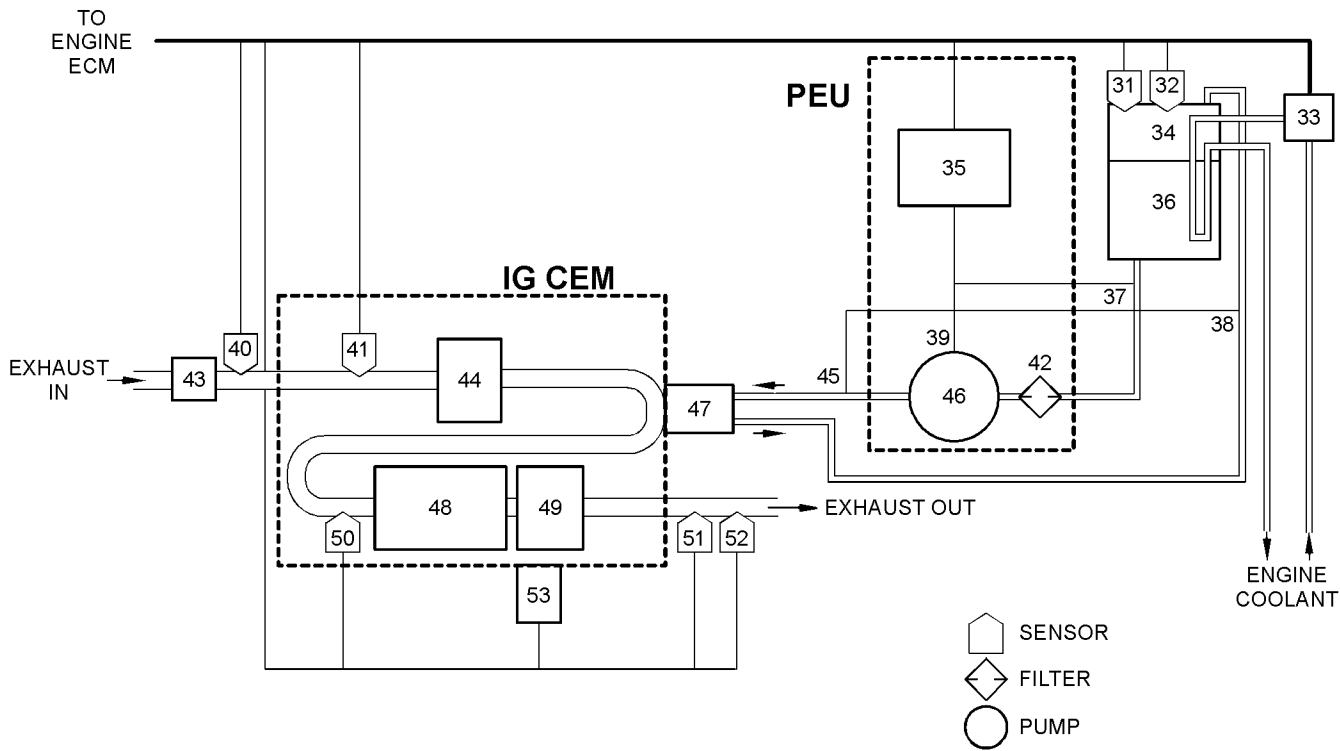 TO
ENGINE
ECM
PEU
31
32
33
34
35
36
IG CEM
37
38
39
40
41
42
EXHAUST
IN
43
44
45
46
47
48
49
EXHAUST OUT
50
51
52
53
ENGINE
COOLANT
SENSOR
FILTER
PUMP